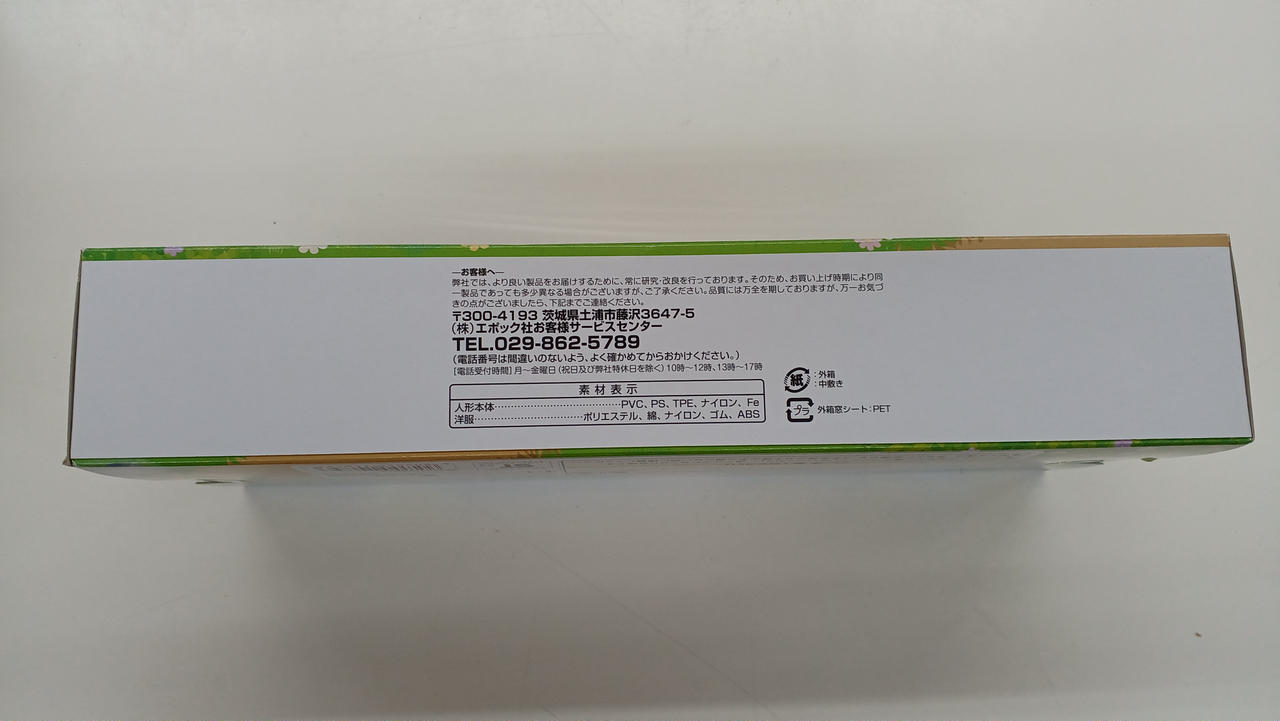 ―お客様へ―
弊社では、より良い製品をお届けするために、常に研究・改良を行っております。そのため、お買い上げ時期により同
一製品であっても多少異なる場合がございますが、ご了承ください。品質には万全を期しておりますが、万一お気づ
きの点がございましたら、下記までご連絡ください。
〒300-4193 茨城県土浦市藤沢3647-5
(株)エポック社お客様サービスセンター
TEL.029-862-5789
(電話番号は間違いのないよう、よく確かめてからおかけください。)
[電話受付時間]月~金曜日(祝日及び弊社特休日を除く)10時~12時、13時~17時
素材表示
人形本体…………………………………PVC、PS、TPE、ナイロン、Fe
洋服……………………………ポリエステル、綿、ナイロン、ゴム、ABS
紙 :外箱
:中敷き
プラ 外箱窓シート:PET